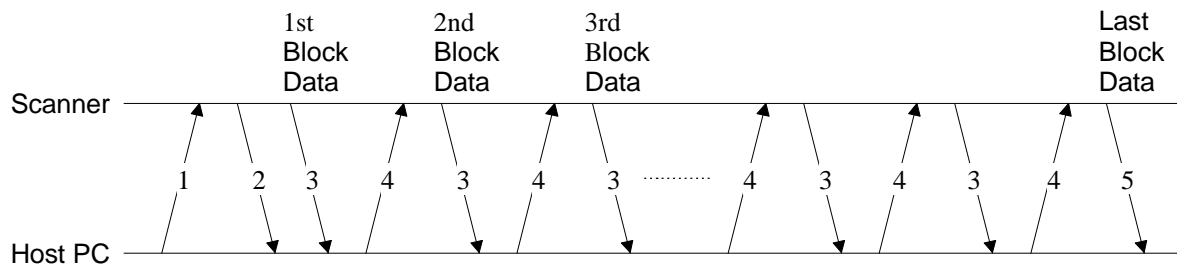 1st
Block
Data
2nd
Block
Data
3rd
Block
Data
Last
Block
Data
Scanner
1 2 3 4 3 4 3 ............ 4 3 4 3 4 5
Host PC